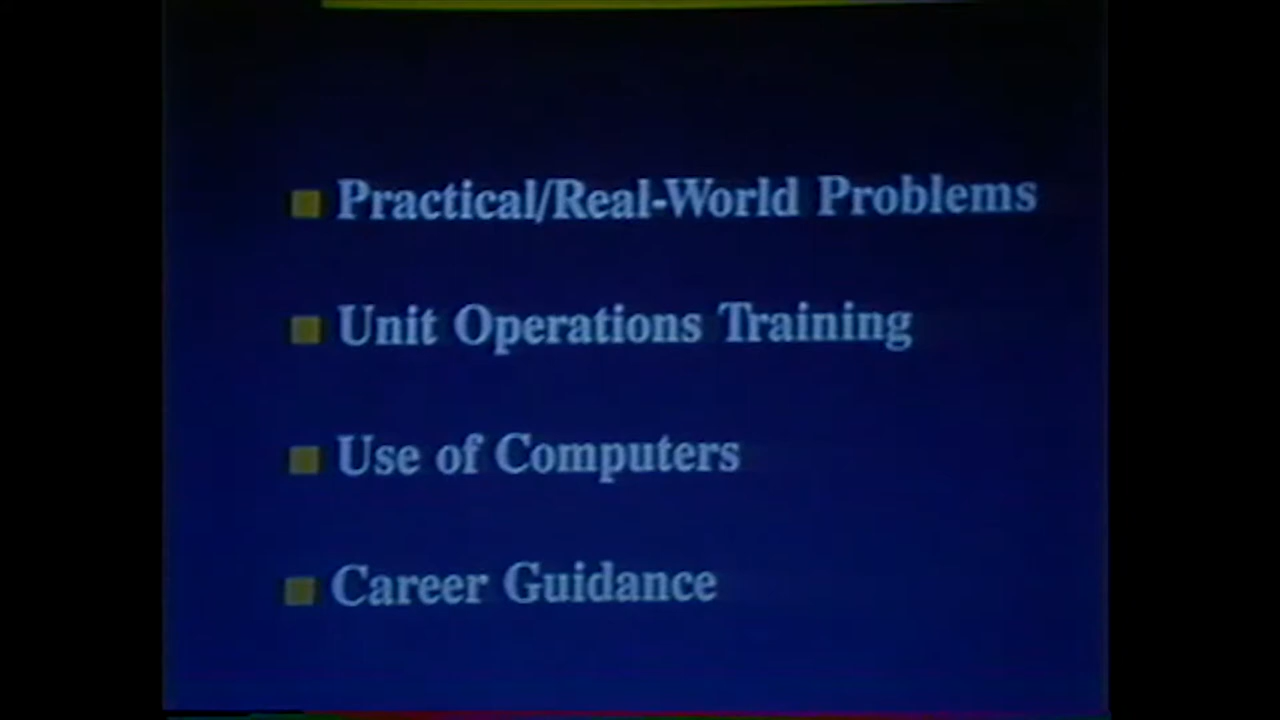 Practical/Real-World Problems
Unit Operations Training
Use of Computers
Career Guidance